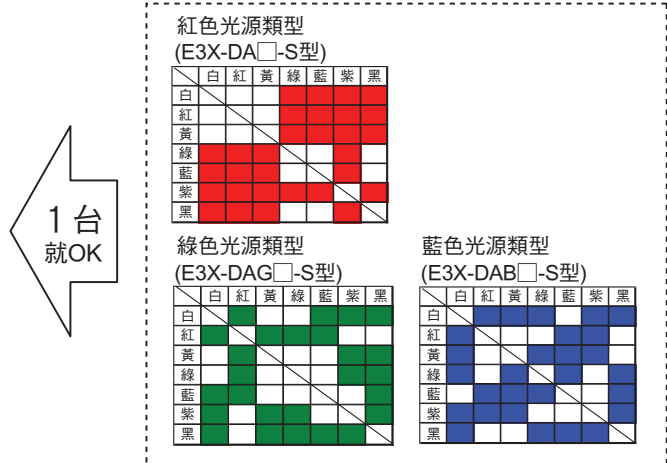 1台
就OK
紅色光源類型
(E3X-DA□-S型)
白 紅 黃 綠 藍 紫 黑
白
紅
黃
綠
藍
紫
黑
綠色光源類型
(E3X-DAG□-S型)
白 紅 黃 綠 藍 紫 黑
白
紅
黃
綠
藍
紫
黑
藍色光源類型
(E3X-DAB□-S型)
白 紅 黃 綠 藍 紫 黑
白
紅
黃
綠
藍
紫
黑